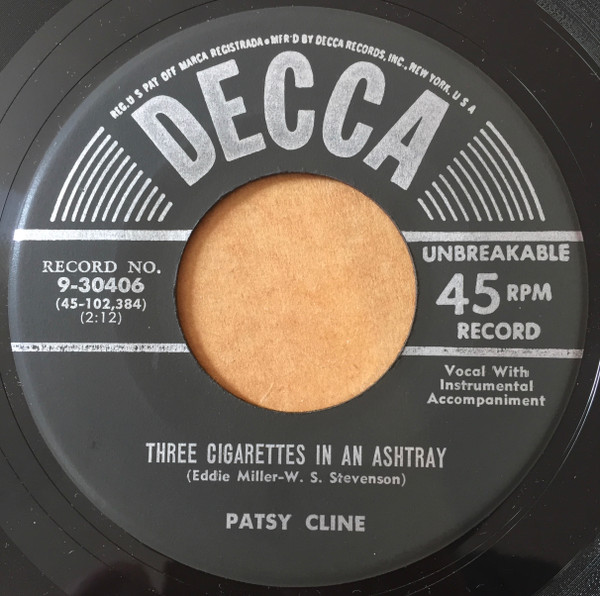 REG. U S PAT OFF MARCA REGISTRADA • MF'R'D BY DECCA RECORDS, INC., NEW YORK, U S A
DECCA
RECORD NO.
9-30406
(45-102,384)
(2:12)
UNBREAKABLE
45 RPM
RECORD
Vocal With
Instrumental
Accompaniment
THREE CIGARETTES IN AN ASHTRAY
(Eddie Miller-W. S. Stevenson)
PATSY CLINE